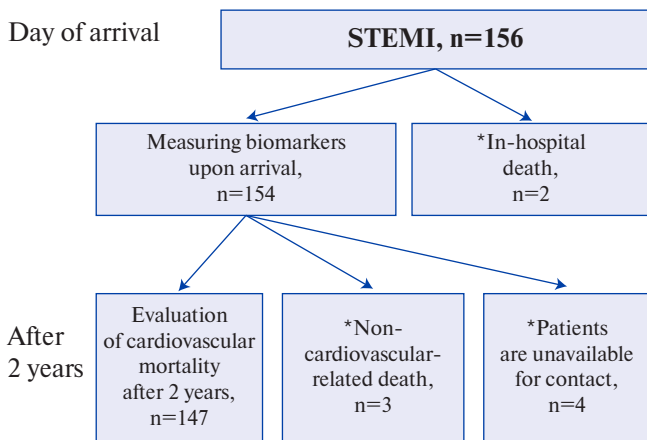 Day of arrival
STEMI, n=156
Measuring biomarkers
upon arrival,
n=154
*In-hospital
death,
n=2
After
2 years
Evaluation
of cardiovascular
mortality
after 2 years,
n=147
*Non-
cardiovascular-
related death,
n=3
*Patients
are unavailable
for contact,
n=4